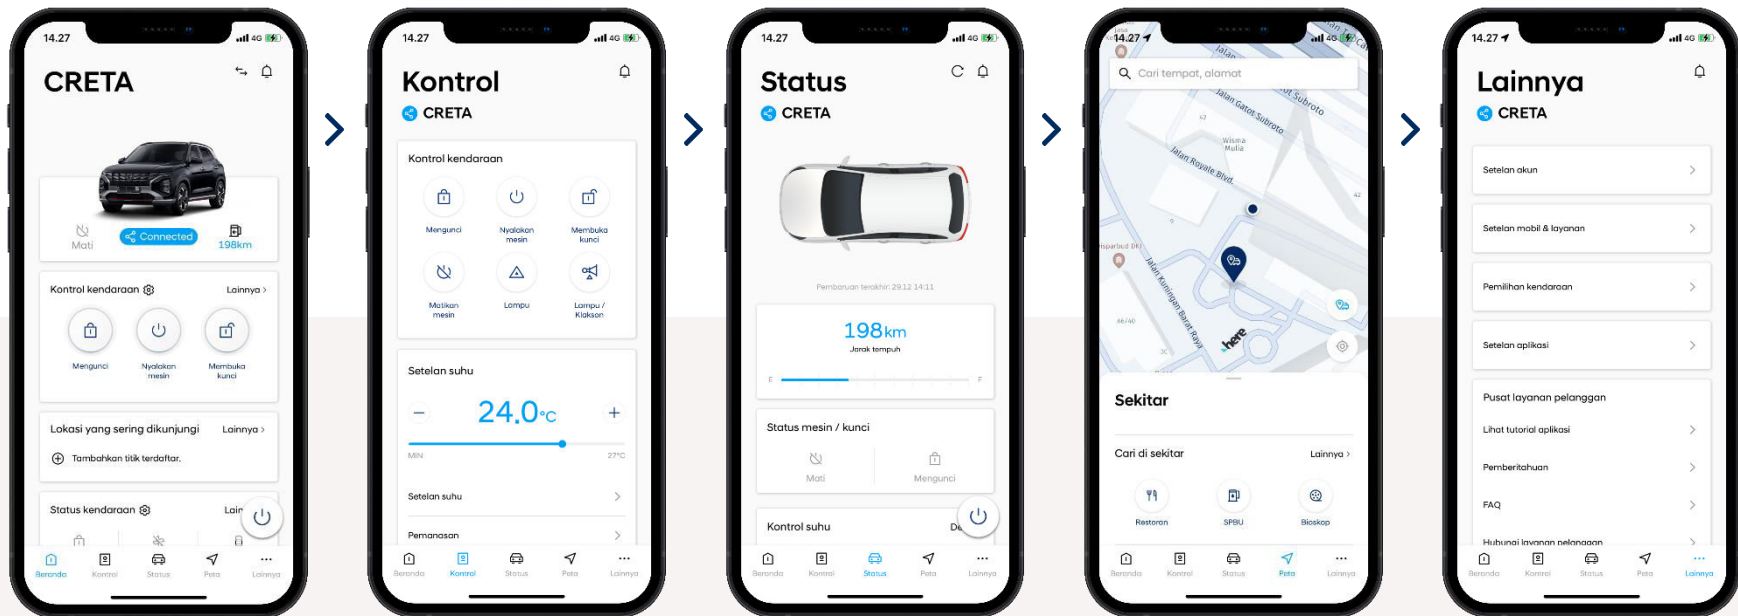 14.27
4G
CRETA
Mati
Connected
198km
Kontrol kendaraan
Lainnya >
Mengunci
Nyalakan
mesin
Membuka
kunci
Lokasi yang sering dikunjungi
Lainnya >
Tambahkan titik terdaftar.
Status kendaraan
Beranda
Kontrol
Status
Peta
Lainnya
14.27
4G
Kontrol
CRETA
Kontrol kendaraan
Mengunci
Nyalakan
mesin
Membuka
kunci
Matikan
mesin
Lampu
Lampu /
Klakson
Setelan suhu
24.0°C
MIN
27°C
Setelan suhu
Pemanasan
Beranda
Kontrol
Status
Peta
Lainnya
14.27
4G
Status
CRETA
Pembaruan terakhir: 29.12 14:11
198km
Jarak tempuh
E
F
Status mesin / kunci
Mati
Mengunci
Kontrol suhu
Beranda
Kontrol
Status
Peta
Lainnya
14.27
4G
Cari tempat, alamat
Jalan Gatot Subroto
Wisma
Mulia
Jalan Royale Blvd.
Jalan Kuningan Barat Raya
here
Sekitar
Cari di sekitar
Lainnya >
Restoran
SPBU
Bioskop
Beranda
Kontrol
Status
Peta
Lainnya
14.27
4G
Lainnya
CRETA
Setelan akun
Setelan mobil & layanan
Pemilihan kendaraan
Setelan aplikasi
Pusat layanan pelanggan
Lihat tutorial aplikasi
Pemberitahuan
FAQ
Hubungi layanan pelanggan
Beranda
Kontrol
Status
Peta
Lainnya